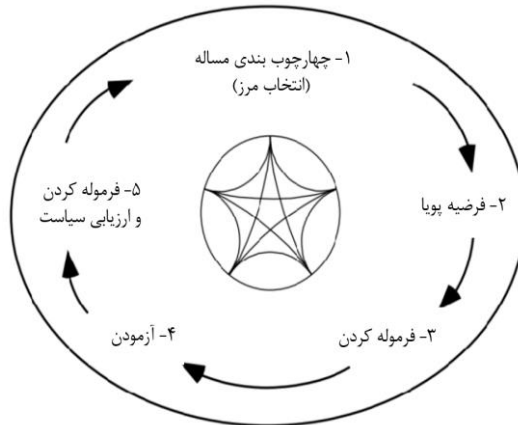 ۱- چهارچوب بندی مساله
(انتخاب مرز)
۲- فرضیه پویا
۳- فرموله کردن
۴- آزمودن
۵- فرموله کردن
و ارزیابی سیاست